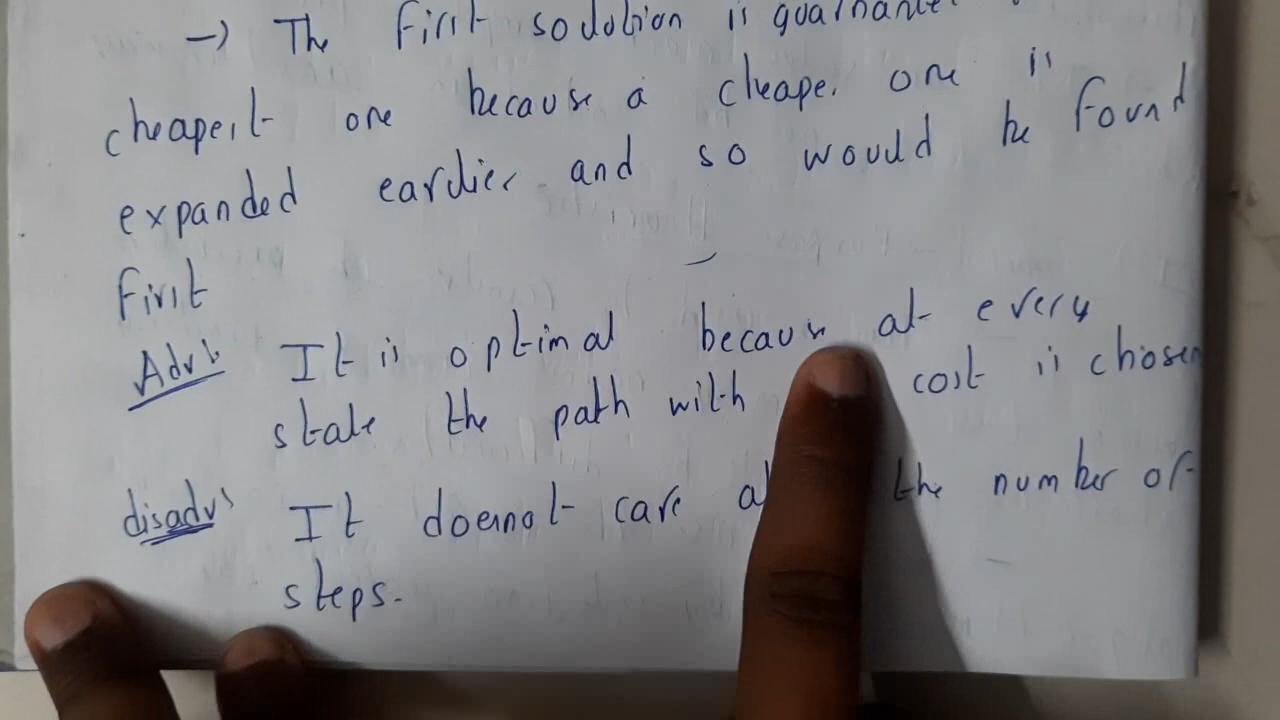 → The first solution is
cheapest one because a cheaper one is
expanded earlier and so would be found
first
Adv: It is optimal because at every
state the path with cost is chosen
disadv: It doesnot care the number of
steps.